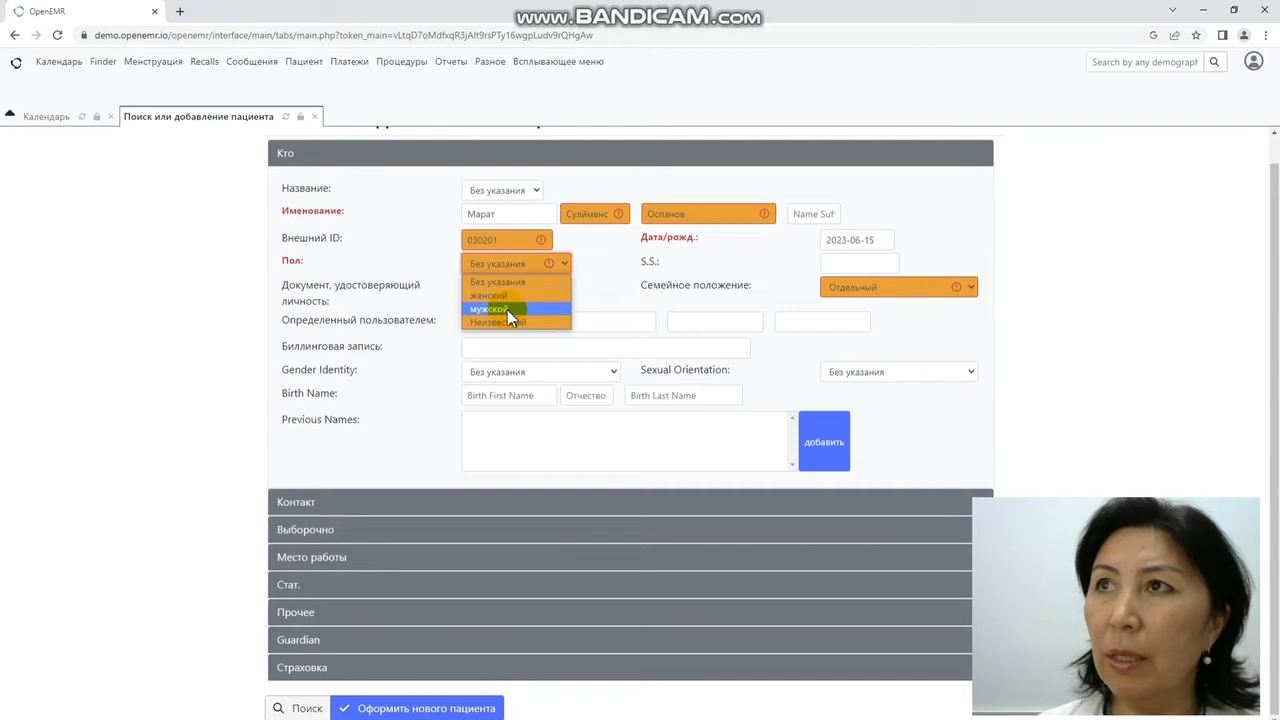 www.BANDICAM.com
OpenEMR
demo.openemr.io/openemr/interface/main/tabs/main.php?token_main=vLtqD7oMdfxqR3jAIt9rsPTy16wgpLudv9rQHgAw
Календарь Finder Менструация Recalls Сообщения Пациент Платежи Процедуры Отчеты Разное Всплывающее меню Search by any demograph
Календарь Поиск или добавление пациента
Кто
Название: Без указания
Именование: Марат Сулйменс Оспанов Name Suf
Внешний ID: 030201 Дата/рожд.: 2023-06-15
Пол: Без указания S.S.:
Без указания
женский
мужской
Неизвестный
Документ, удостоверяющий личность: Семейное положение: Отдельный
Определенный пользователем:
Биллинговая запись:
Gender Identity: Без указания Sexual Orientation: Без указания
Birth Name: Birth First Name Отчество Birth Last Name
Previous Names:
добавить
Контакт
Выборочно
Место работы
Стат.
Прочее
Guardian
Страховка
Поиск Оформить нового пациента